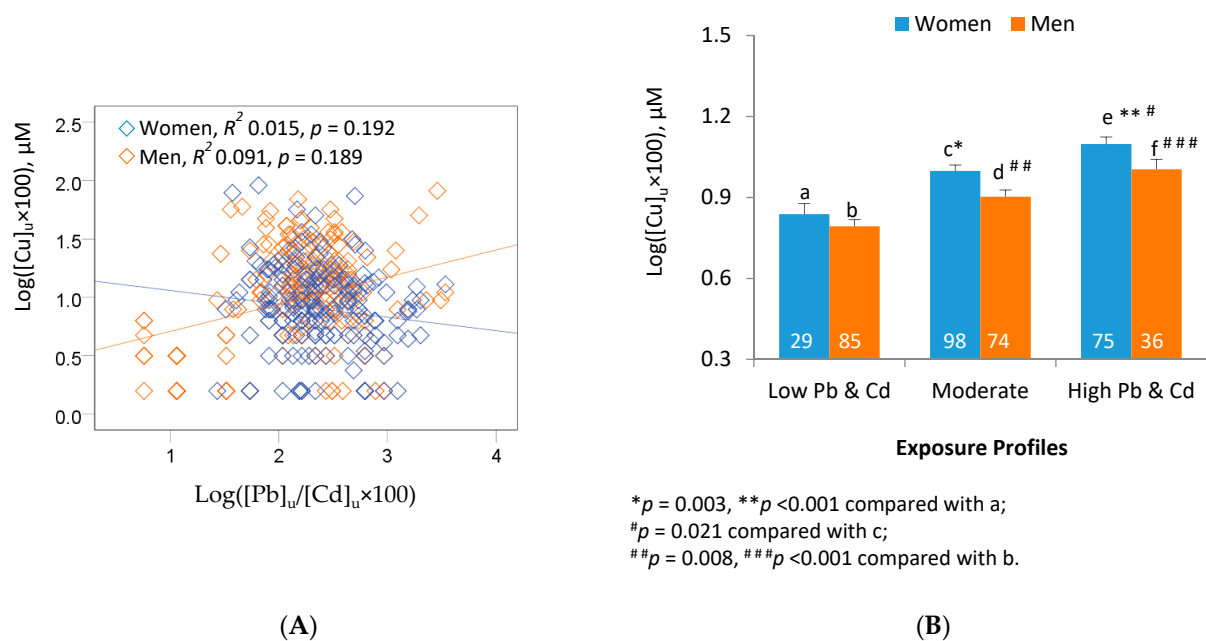 Women, R² 0.015, p = 0.192
Men, R² 0.091, p = 0.189
Log([Cu]ᵤ×100), µM
2.5
2.0
1.5
1.0
0.5
0.0
1 2 3 4
Log([Pb]ᵤ/[Cd]ᵤ×100)
(A)
Women Men
Log([Cu]ᵤ×100), µM
1.5
1.2
0.9
0.6
0.3
a b c* d ## e ** # f ###
29 85 98 74 75 36
Low Pb & Cd Moderate High Pb & Cd
Exposure Profiles
*p = 0.003, **p <0.001 compared with a;
#p = 0.021 compared with c;
##p = 0.008, ###p <0.001 compared with b.
(B)